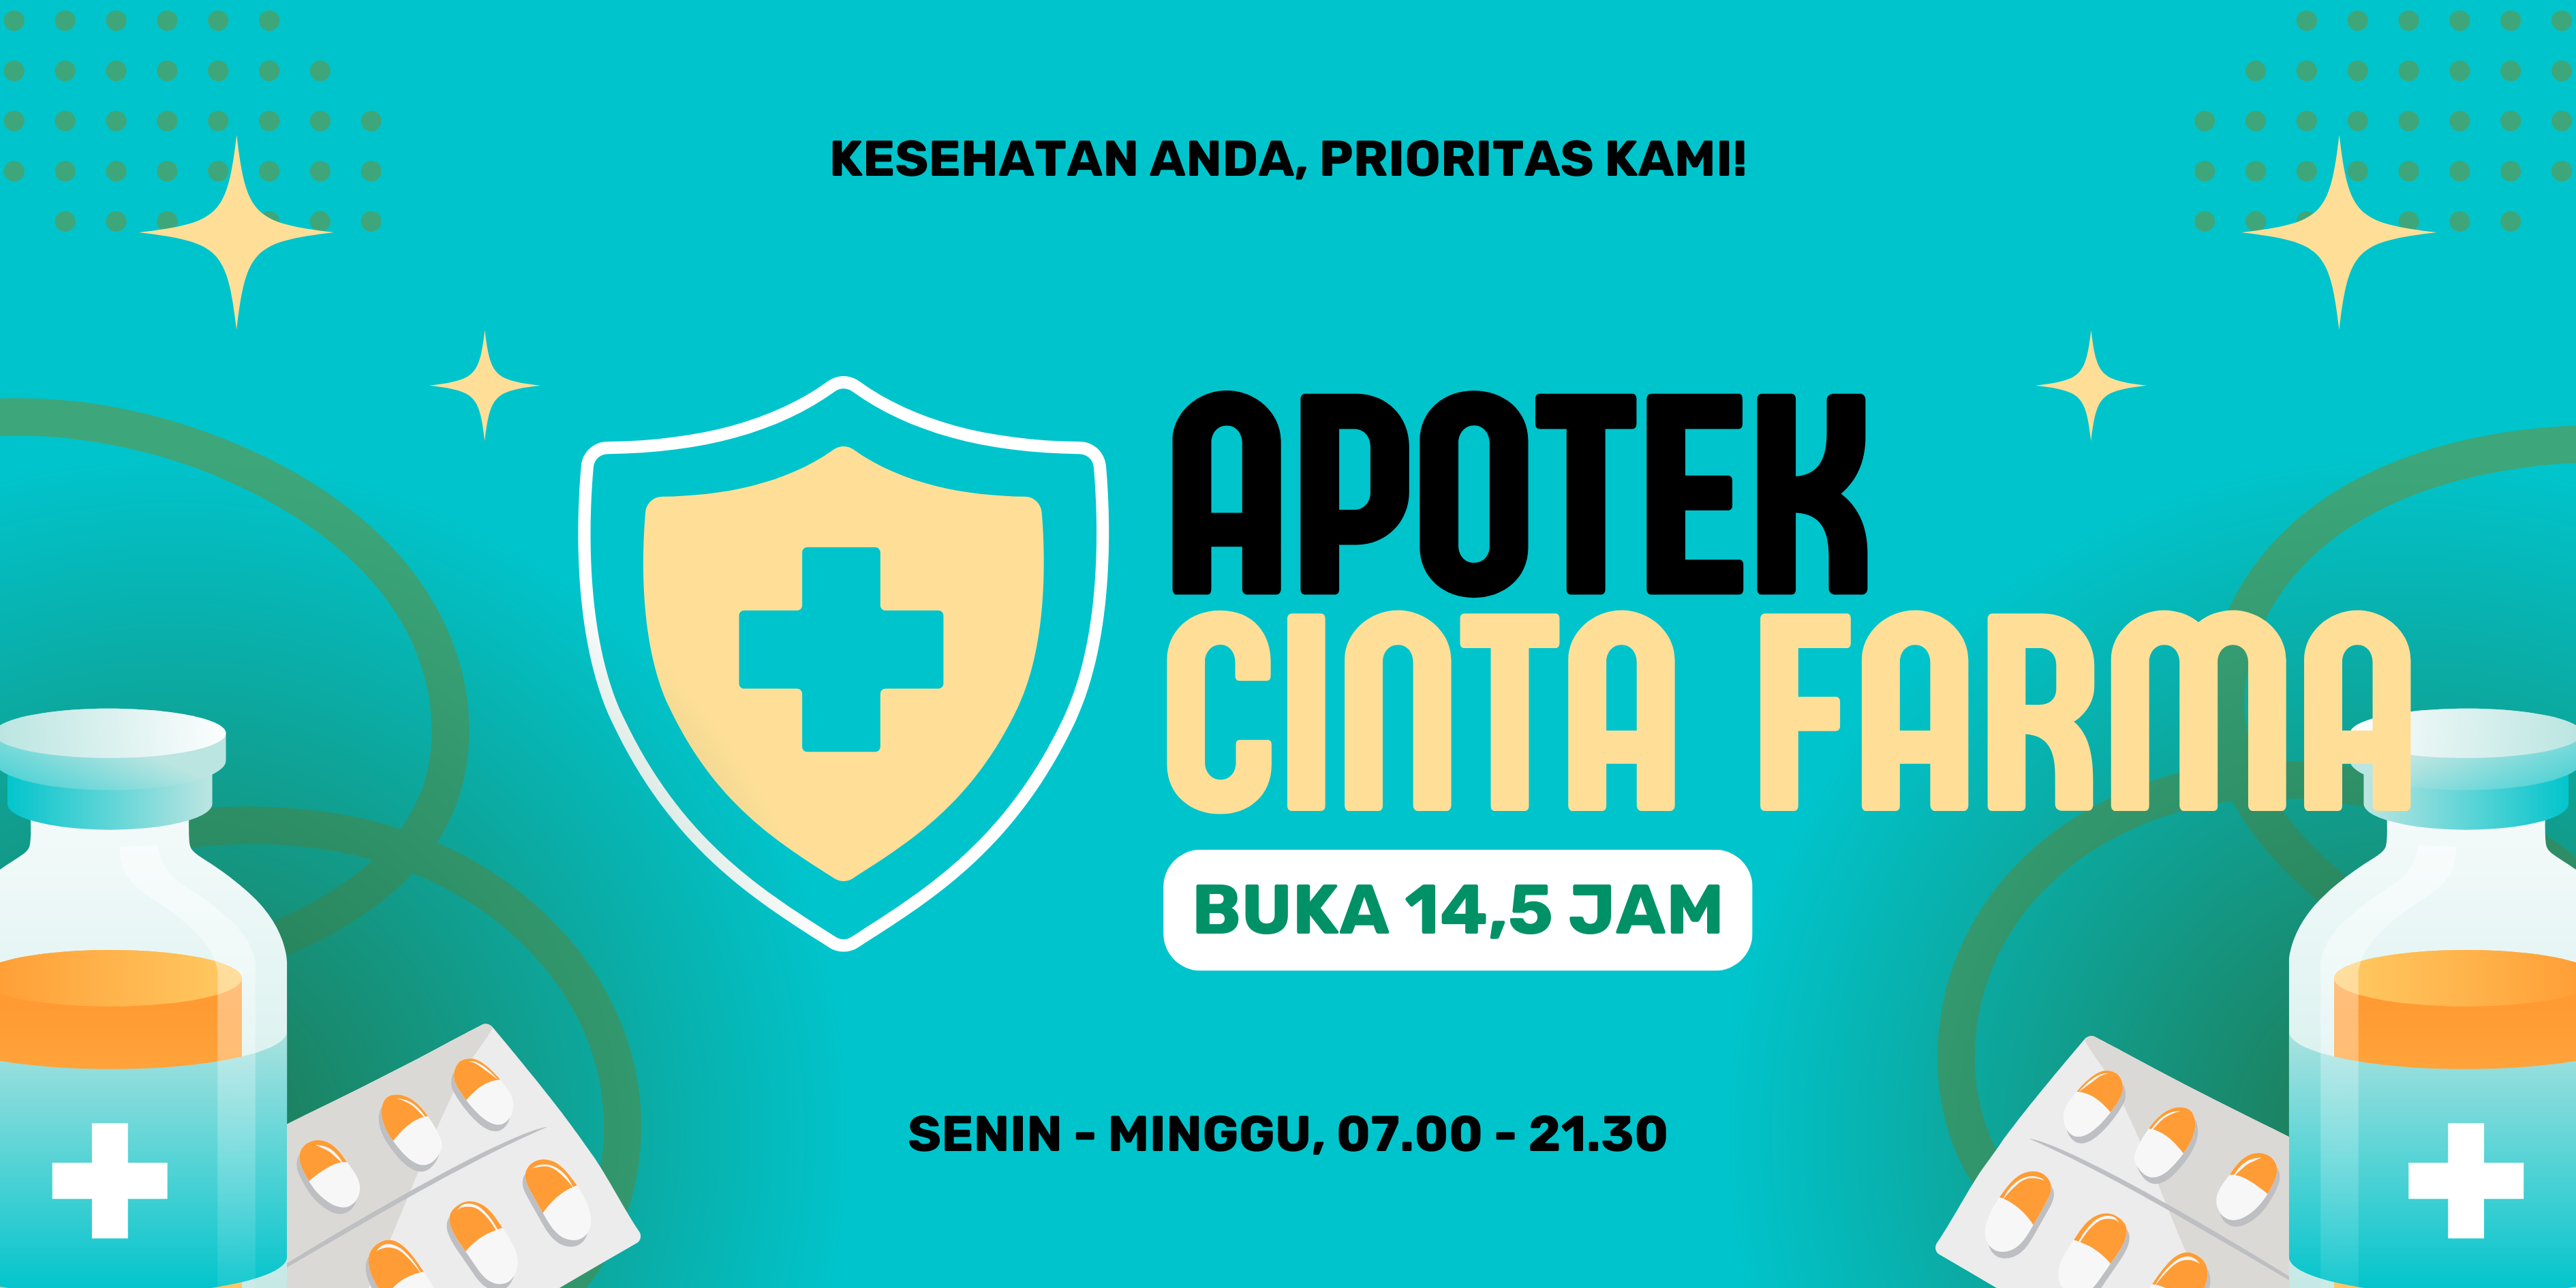 KESEHATAN ANDA, PRIORITAS KAMI!
APOTEK
CINTA FARMA
BUKA 14,5 JAM
SENIN - MINGGU, 07.00 - 21.30